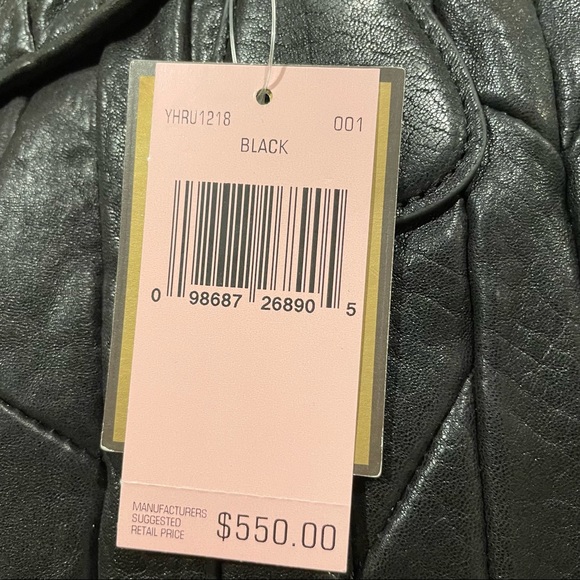 YHRU1218 001
BLACK
0 98687 26890 5
MANUFACTURERS
SUGGESTED
RETAIL PRICE $550.00